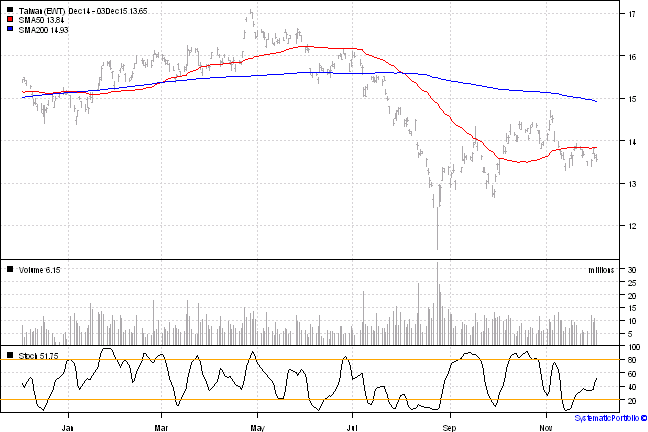 Taiwan (EWT) Dec14 - 03Dec15 13.65
SMA50 13.84
SMA200 14.93
17
16
15
14
13
12
Volume 6.15
millions
30
25
20
15
10
5
Stoch 51.75
100
80
60
40
20
Jan
Mar
May
Jul
Sep
Nov
SystematicPortfolio ©